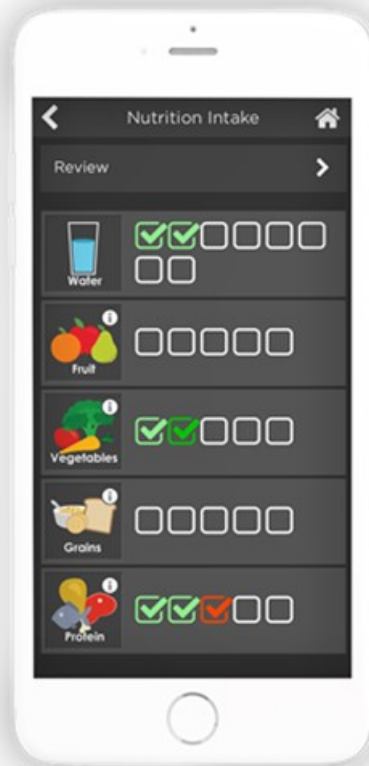 Nutrition Intake
Review
Water
Fruit
Vegetables
Grains
Protein